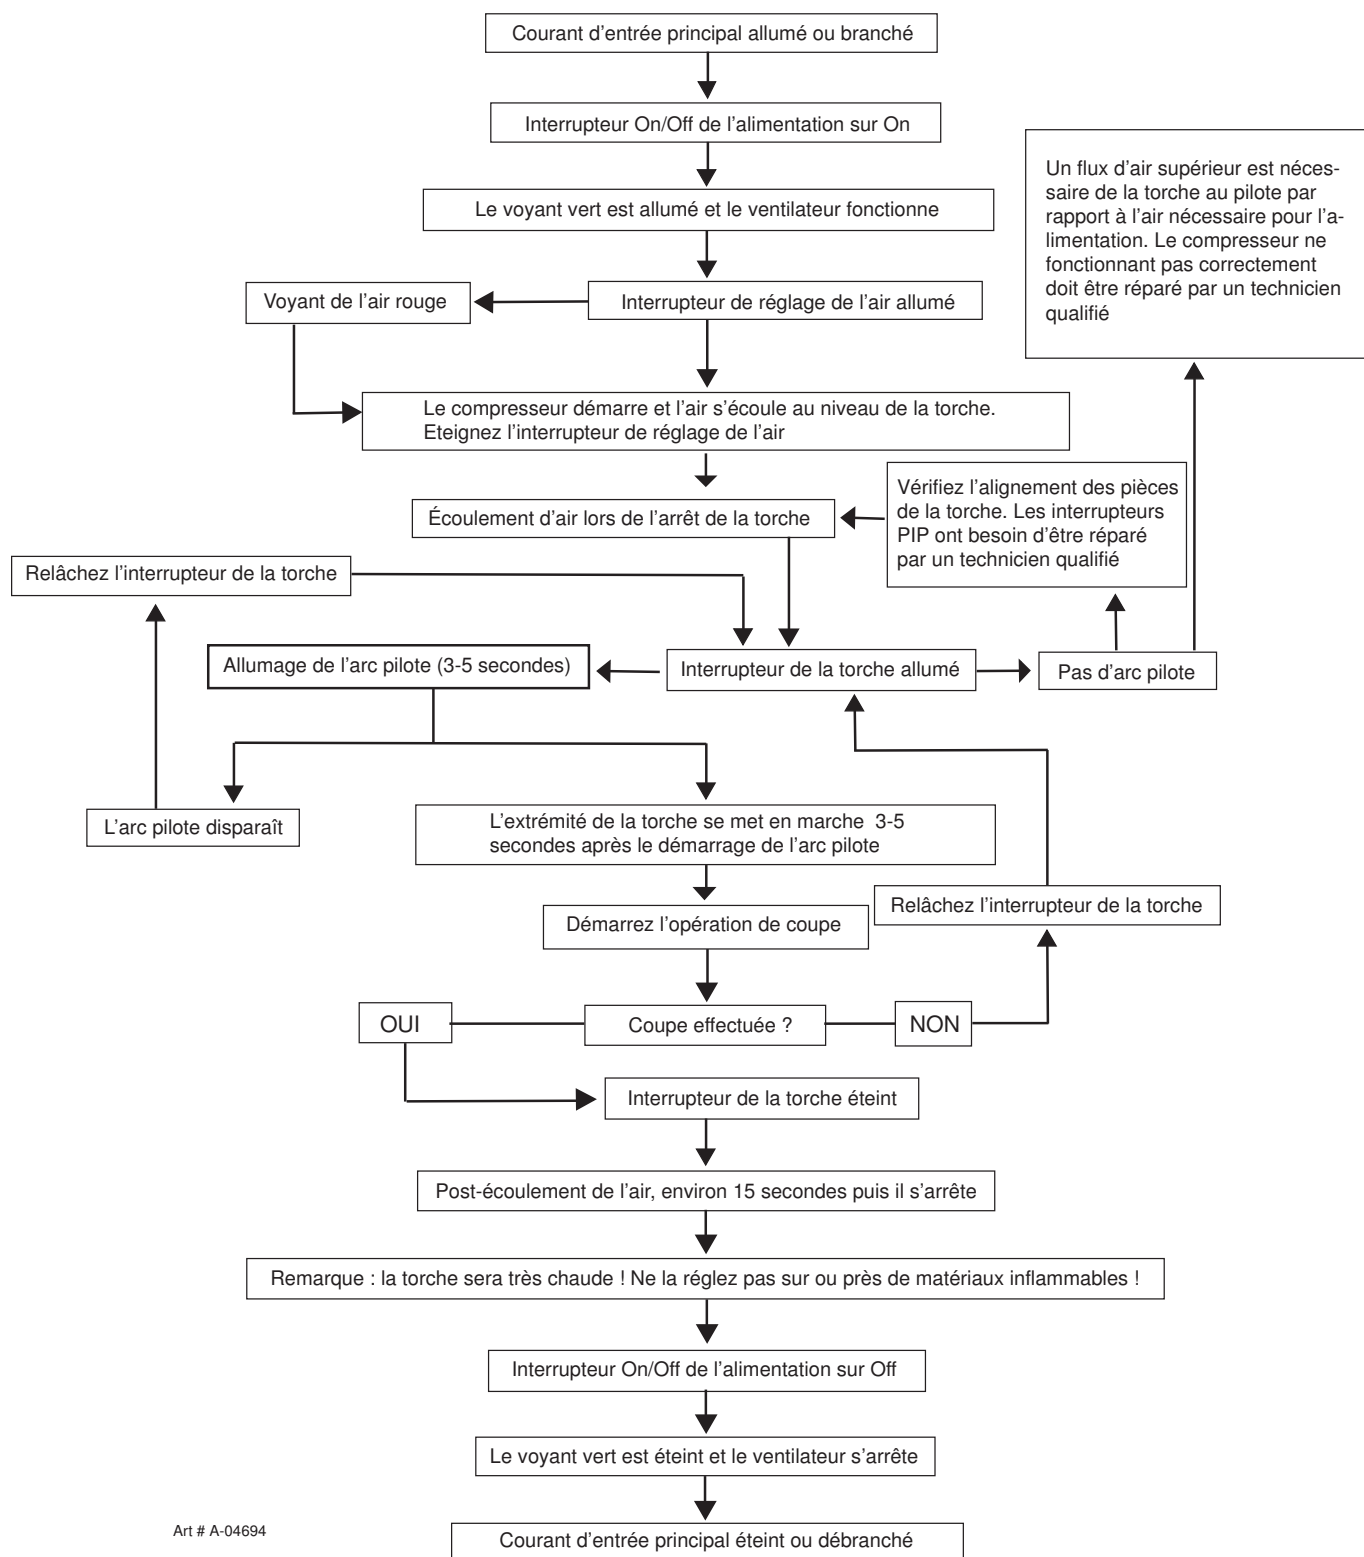 Courant d'entrée principal allumé ou branché
Interrupteur On/Off de l'alimentation sur On
Un flux d'air supérieur est néces-
saire de la torche au pilote par
rapport à l'air nécessaire pour l'a-
limentation. Le compresseur ne
fonctionnant pas correctement
doit être réparé par un technicien
qualifié
Le voyant vert est allumé et le ventilateur fonctionne
Voyant de l'air rouge
Interrupteur de réglage de l'air allumé
Le compresseur démarre et l'air s'écoule au niveau de la torche.
Eteignez l'interrupteur de réglage de l'air
Vérifiez l'alignement des pièces
de la torche. Les interrupteurs
PIP ont besoin d'être réparé
par un technicien qualifié
Écoulement d'air lors de l'arrêt de la torche
Relâchez l'interrupteur de la torche
Allumage de l'arc pilote (3-5 secondes)
Interrupteur de la torche allumé
Pas d'arc pilote
L'arc pilote disparaît
L'extrémité de la torche se met en marche 3-5
secondes après le démarrage de l'arc pilote
Relâchez l'interrupteur de la torche
Démarrez l'opération de coupe
OUI
Coupe effectuée ?
NON
Interrupteur de la torche éteint
Post-écoulement de l'air, environ 15 secondes puis il s'arrête
Remarque : la torche sera très chaude ! Ne la réglez pas sur ou près de matériaux inflammables !
Interrupteur On/Off de l'alimentation sur Off
Le voyant vert est éteint et le ventilateur s'arrête
Art # A-04694
Courant d'entrée principal éteint ou débranché